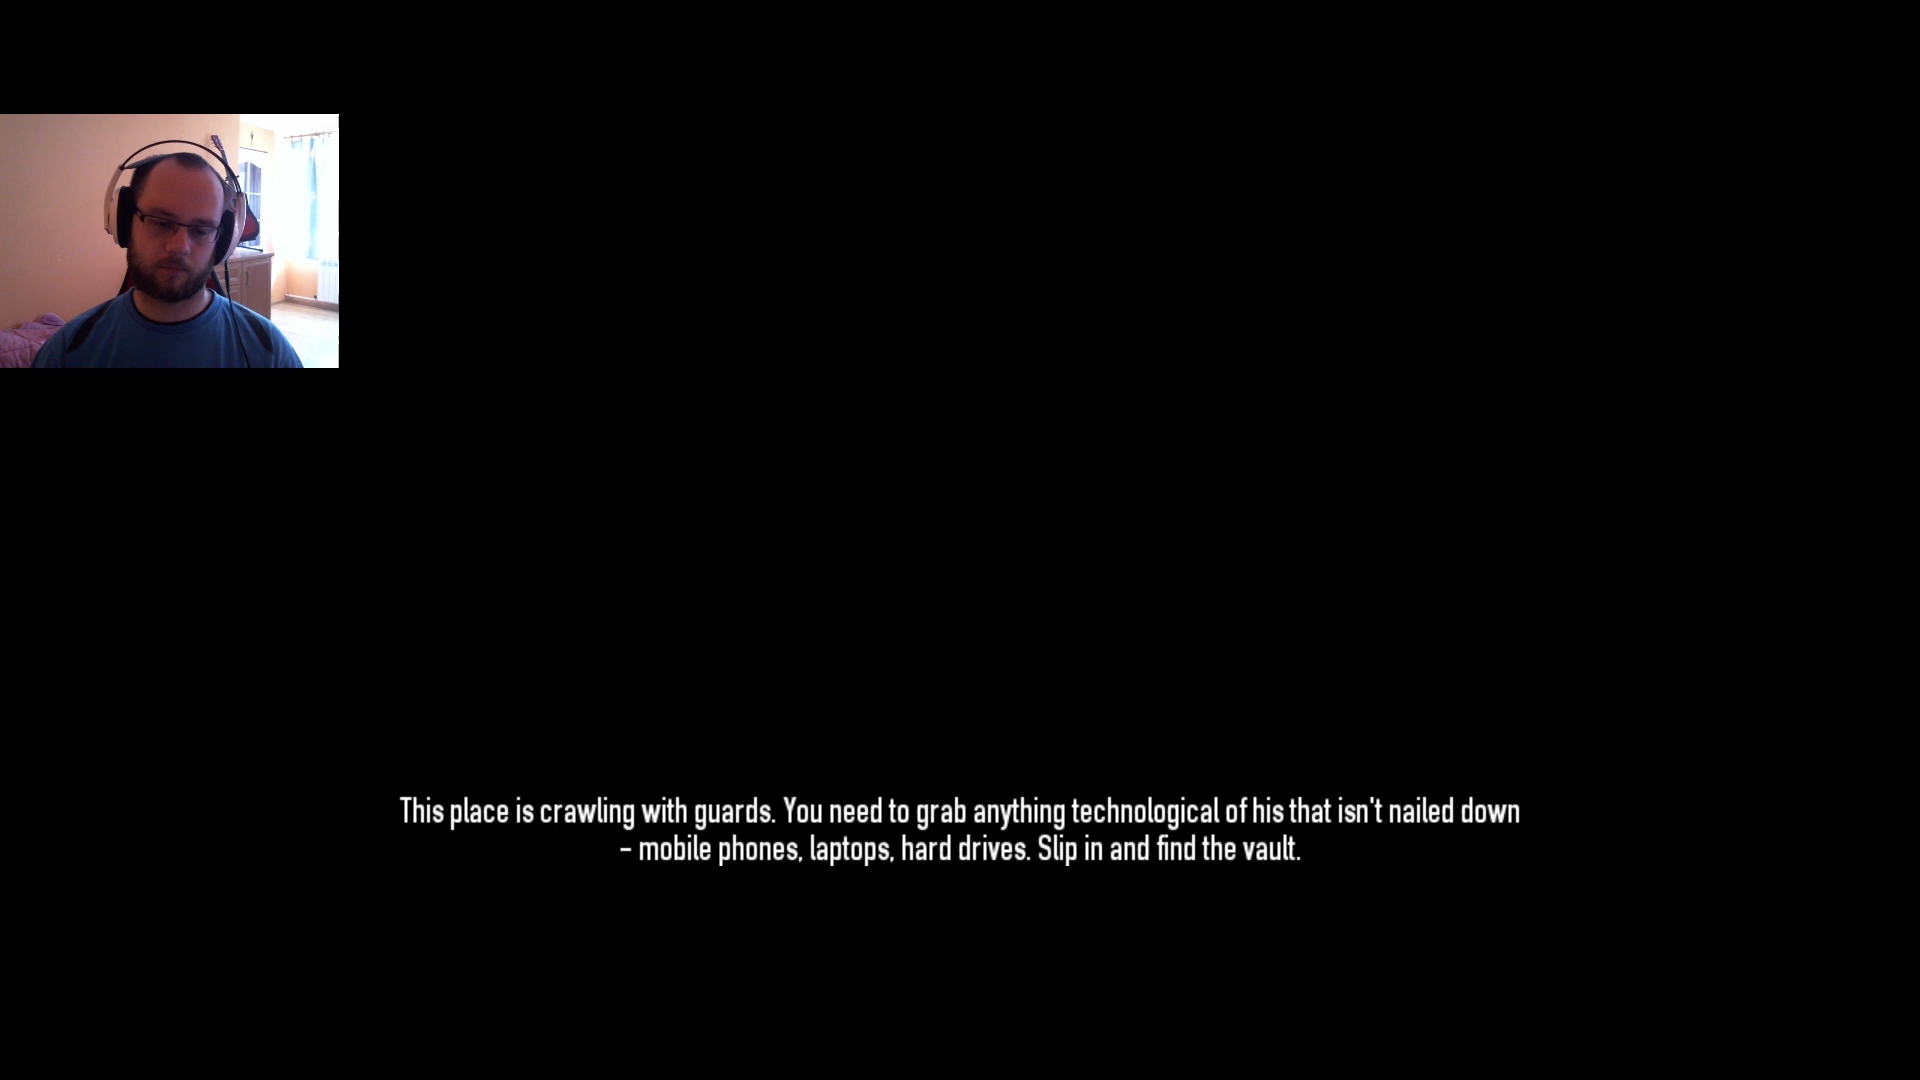 This place is crawling with guards. You need to grab anything technological of his that isn't nailed down
- mobile phones, laptops, hard drives. Slip in and find the vault.